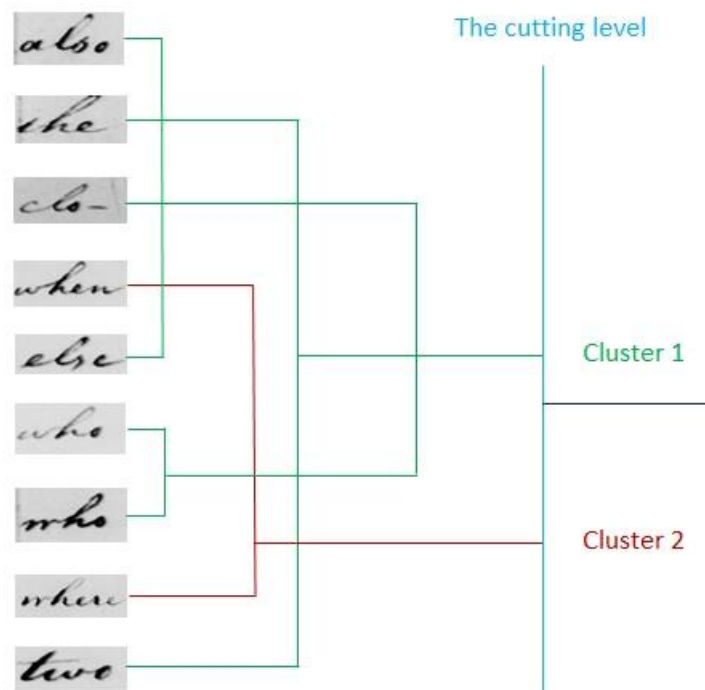 The cutting level
also
the
clo-
when
else
Cluster 1
who
who
Cluster 2
where
two